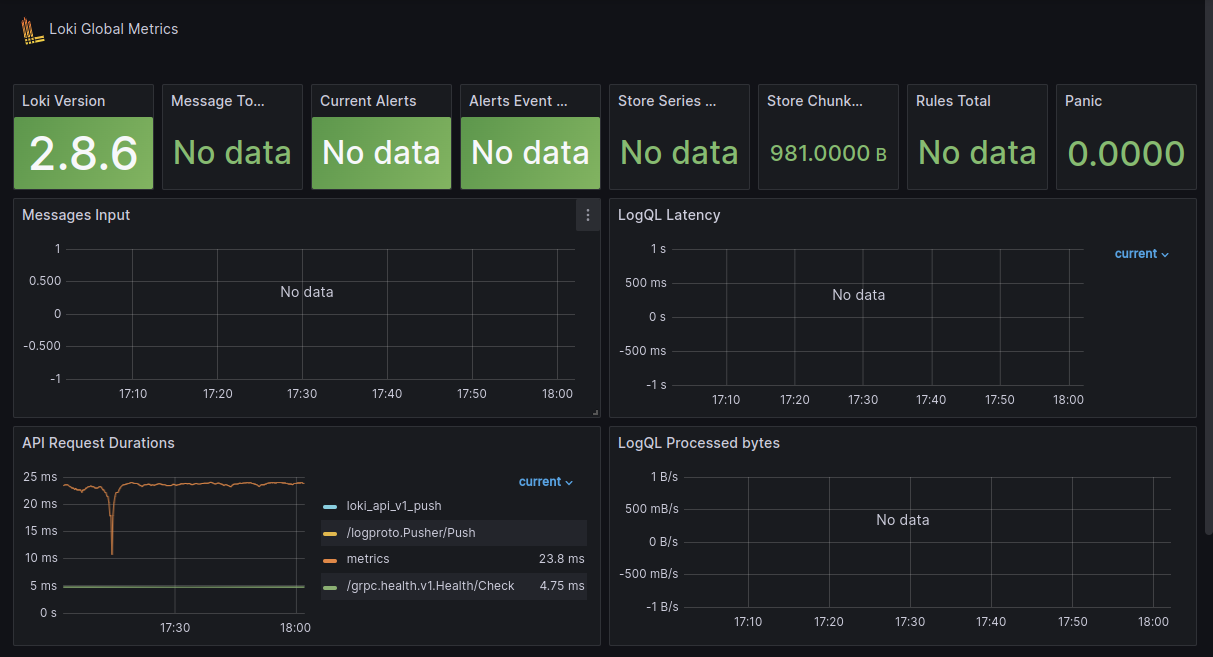 Loki Global Metrics
Loki Version
Message To...
Current Alerts
Alerts Event ...
Store Series ...
Store Chunk...
Rules Total
Panic
2.8.6
No data
No data
No data
No data
981.0000 B
No data
0.0000
Messages Input
1
0.500
0
-0.500
-1
No data
17:10 17:20 17:30 17:40 17:50 18:00
LogQL Latency
1 s
500 ms
0 s
-500 ms
-1 s
No data
17:10 17:20 17:30 17:40 17:50 18:00
current
API Request Durations
25 ms
20 ms
15 ms
10 ms
5 ms
0 s
17:30 18:00
current
loki_api_v1_push
/logproto.Pusher/Push
metrics 23.8 ms
/grpc.health.v1.Health/Check 4.75 ms
LogQL Processed bytes
1 B/s
500 mB/s
0 B/s
-500 mB/s
-1 B/s
No data
17:10 17:20 17:30 17:40 17:50 18:00